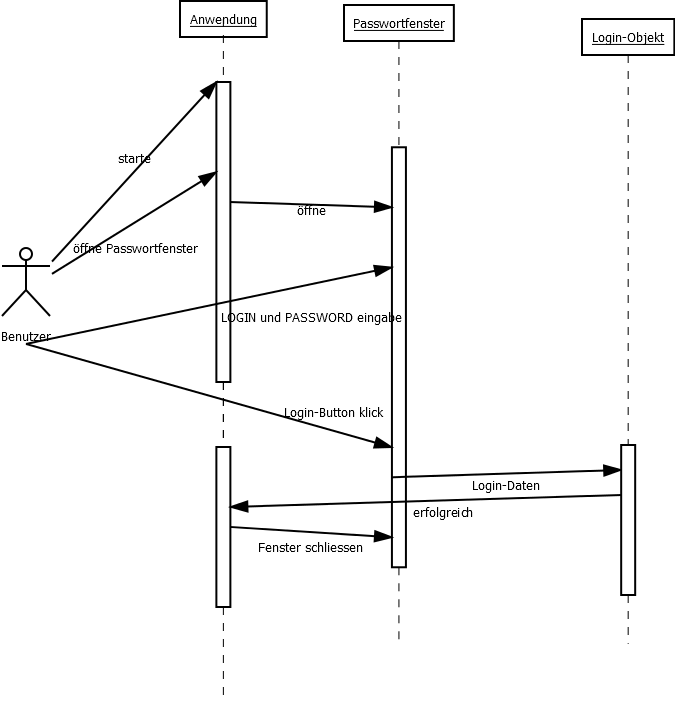 Anwendung
Passwortfenster
Login-Objekt
starte
öffne
öffne Passwortfenster
LOGIN und PASSWORD eingabe
Benutzer
Login-Button klick
Login-Daten
erfolgreich
Fenster schliessen